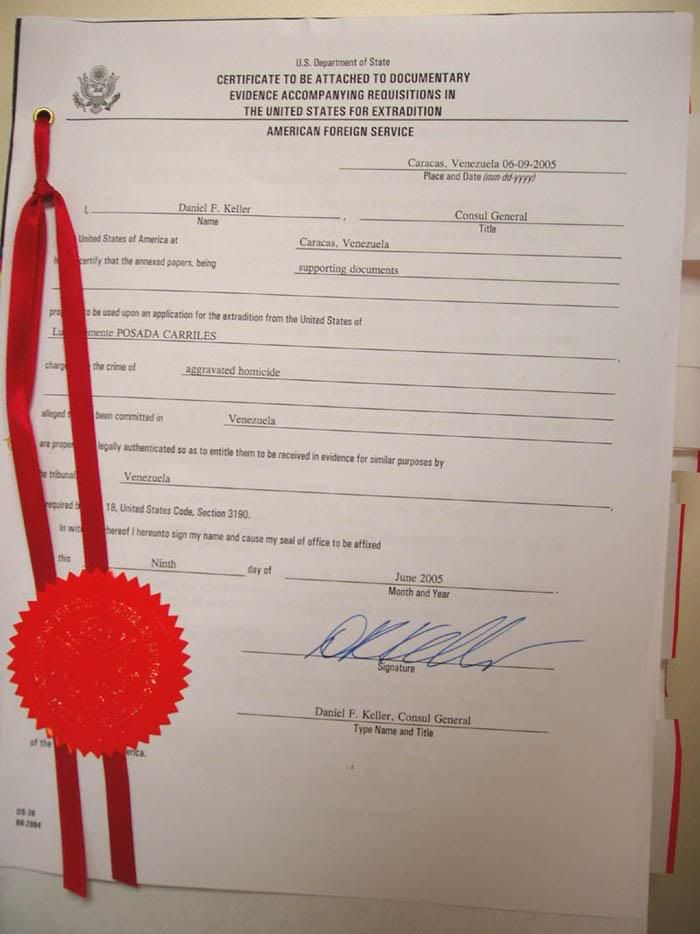 U.S. Department of State
CERTIFICATE TO BE ATTACHED TO DOCUMENTARY
EVIDENCE ACCOMPANYING REQUISITIONS IN
THE UNITED STATES FOR EXTRADITION
AMERICAN FOREIGN SERVICE
Caracas, Venezuela 06-09-2005
Place and Date (mm-dd-yyyy)
I, Daniel F. Keller, Consul General
Name Title
United States of America at Caracas, Venezuela
certify that the annexed papers, being supporting documents
to be used upon an application for the extradition from the United States of
POSADA CARRILES,
the crime of aggravated homicide
alleged been committed in Venezuela
are legally authenticated so as to entitle them to be received in evidence for similar purposes by
tribunal Venezuela,
required 18, United States Code, Section 3190.
In hereof I hereunto sign my name and cause my seal of office to be affixed
this Ninth day of June 2005.
Month and Year
DKKeller
Signature
Daniel F. Keller, Consul General
Type Name and Title
of the erica.
DS-36
06-2004